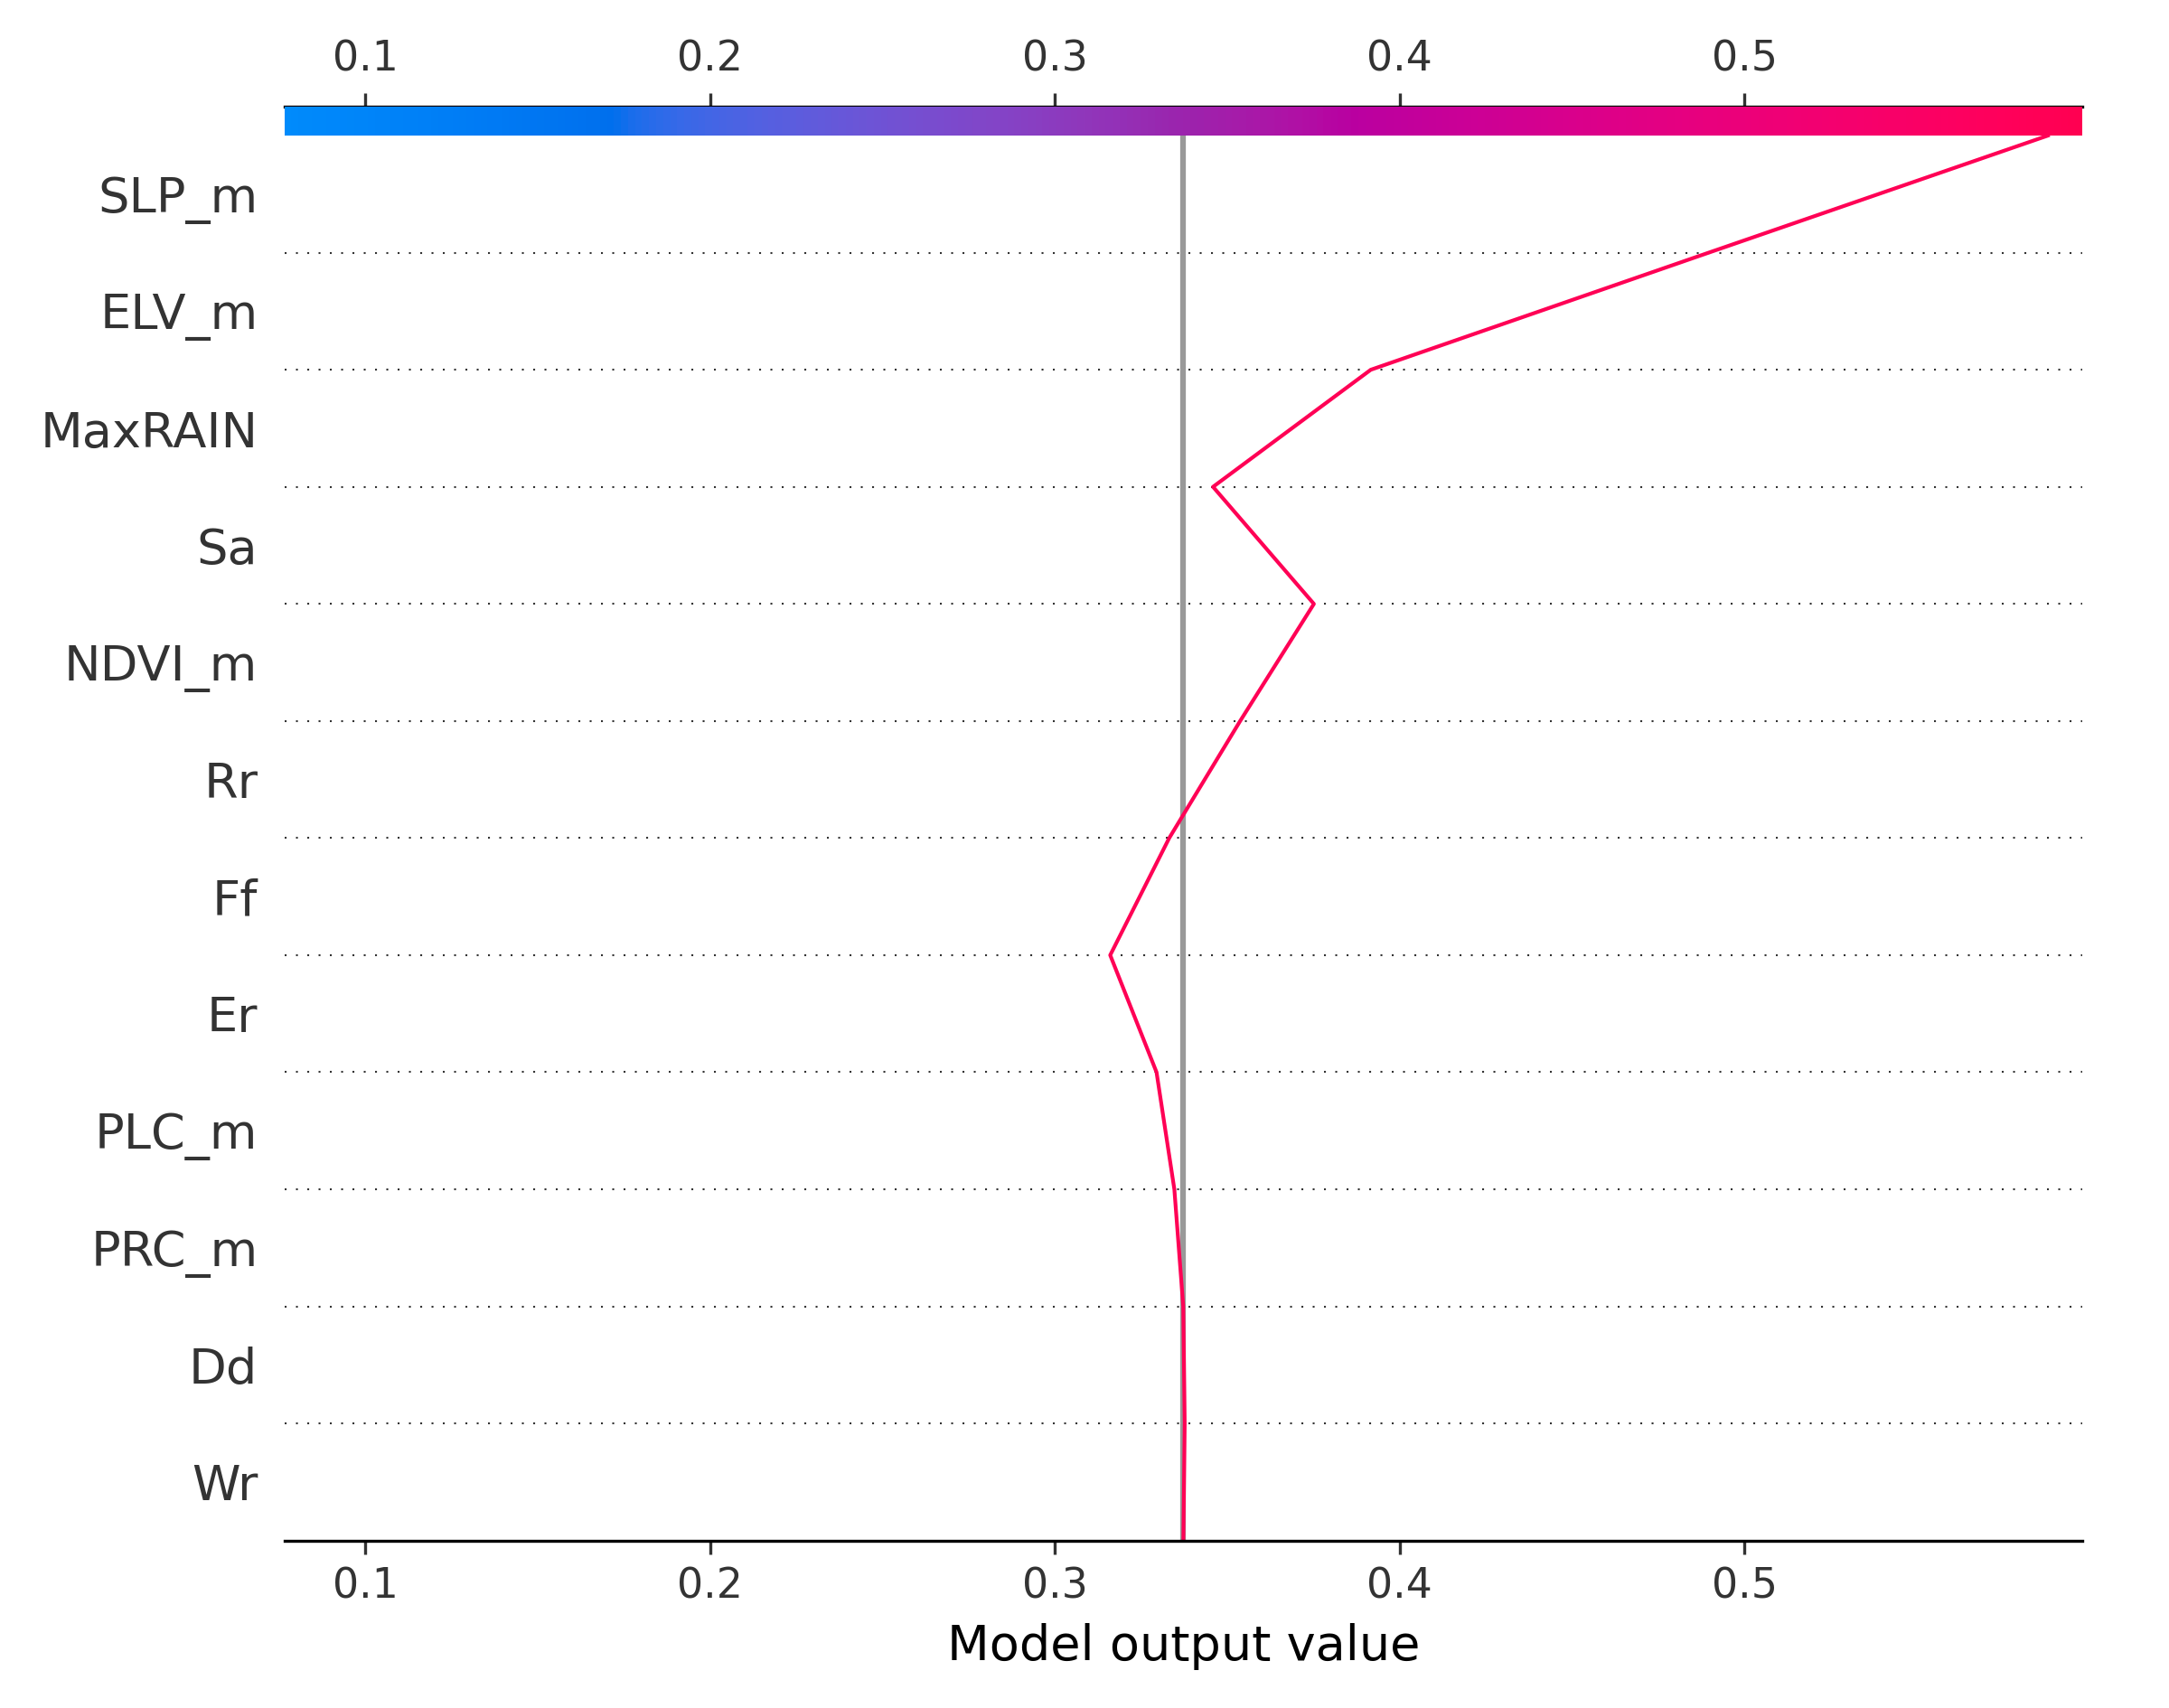 0.1 0.2 0.3 0.4 0.5
SLP_m
ELV_m
MaxRAIN
Sa
NDVI_m
Rr
Ff
Er
PLC_m
PRC_m
Dd
Wr
0.1 0.2 0.3 0.4 0.5
Model output value